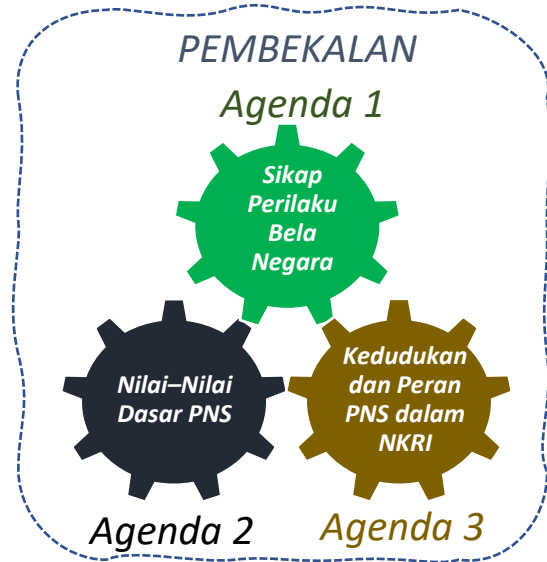 PEMBEKALAN
Agenda 1
Sikap
Perilaku
Bela
Negara
Nilai–Nilai
Dasar PNS
Kedudukan
dan Peran
PNS dalam
NKRI
Agenda 2
Agenda 3